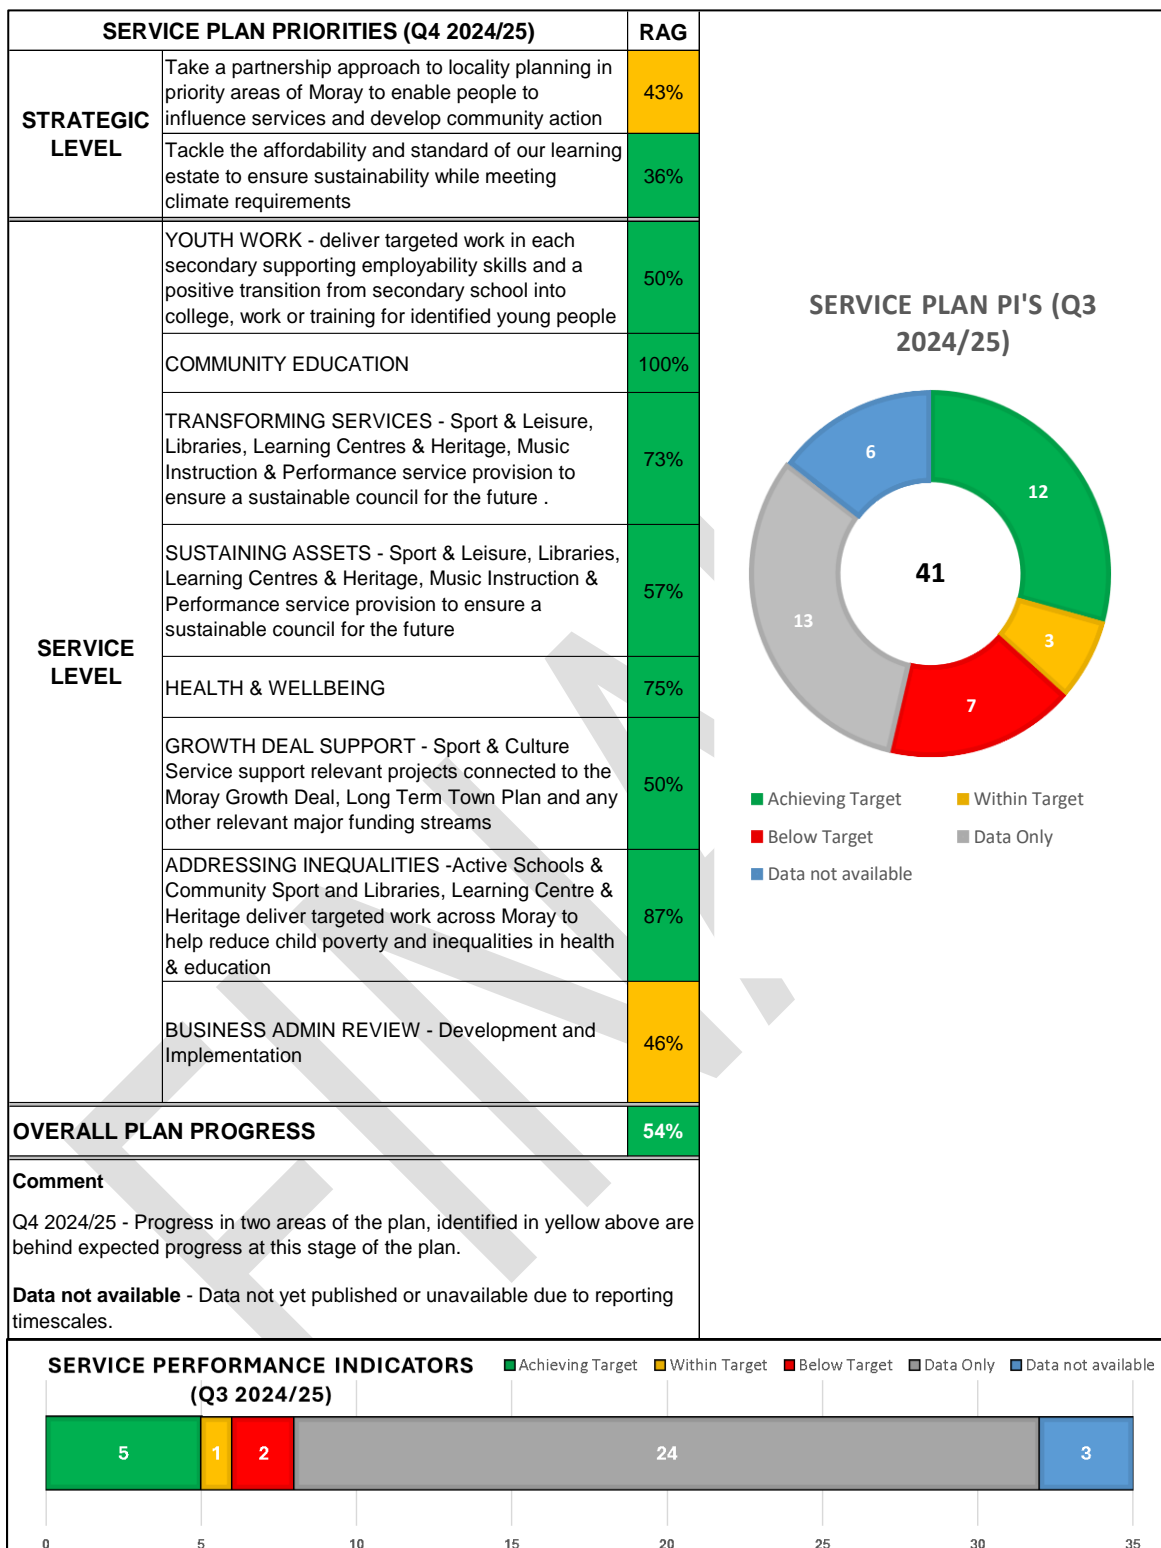 SERVICE PLAN PRIORITIES (Q4 2024/25)
RAG
STRATEGIC
LEVEL
Take a partnership approach to locality planning in
priority areas of Moray to enable people to
influence services and develop community action
43%
Tackle the affordability and standard of our learning
estate to ensure sustainability while meeting
climate requirements
36%
SERVICE
LEVEL
YOUTH WORK - deliver targeted work in each
secondary supporting employability skills and a
positive transition from secondary school into
college, work or training for identified young people
50%
COMMUNITY EDUCATION
100%
TRANSFORMING SERVICES - Sport & Leisure,
Libraries, Learning Centres & Heritage, Music
Instruction & Performance service provision to
ensure a sustainable council for the future .
73%
SUSTAINING ASSETS - Sport & Leisure, Libraries,
Learning Centres & Heritage, Music Instruction &
Performance service provision to ensure a
sustainable council for the future
57%
HEALTH & WELLBEING
75%
GROWTH DEAL SUPPORT - Sport & Culture
Service support relevant projects connected to the
Moray Growth Deal, Long Term Town Plan and any
other relevant major funding streams
50%
ADDRESSING INEQUALITIES -Active Schools &
Community Sport and Libraries, Learning Centre &
Heritage deliver targeted work across Moray to
help reduce child poverty and inequalities in health
& education
87%
BUSINESS ADMIN REVIEW - Development and
Implementation
46%
OVERALL PLAN PROGRESS
54%
Comment
Q4 2024/25 - Progress in two areas of the plan, identified in yellow above are
behind expected progress at this stage of the plan.
Data not available - Data not yet published or unavailable due to reporting
timescales.
SERVICE PLAN PI'S (Q3
2024/25)
6
12
41
13
3
7
Achieving Target
Within Target
Below Target
Data Only
Data not available
SERVICE PERFORMANCE INDICATORS
(Q3 2024/25)
Achieving Target
Within Target
Below Target
Data Only
Data not available
5
1
2
24
3
0
5
10
15
20
25
30
35